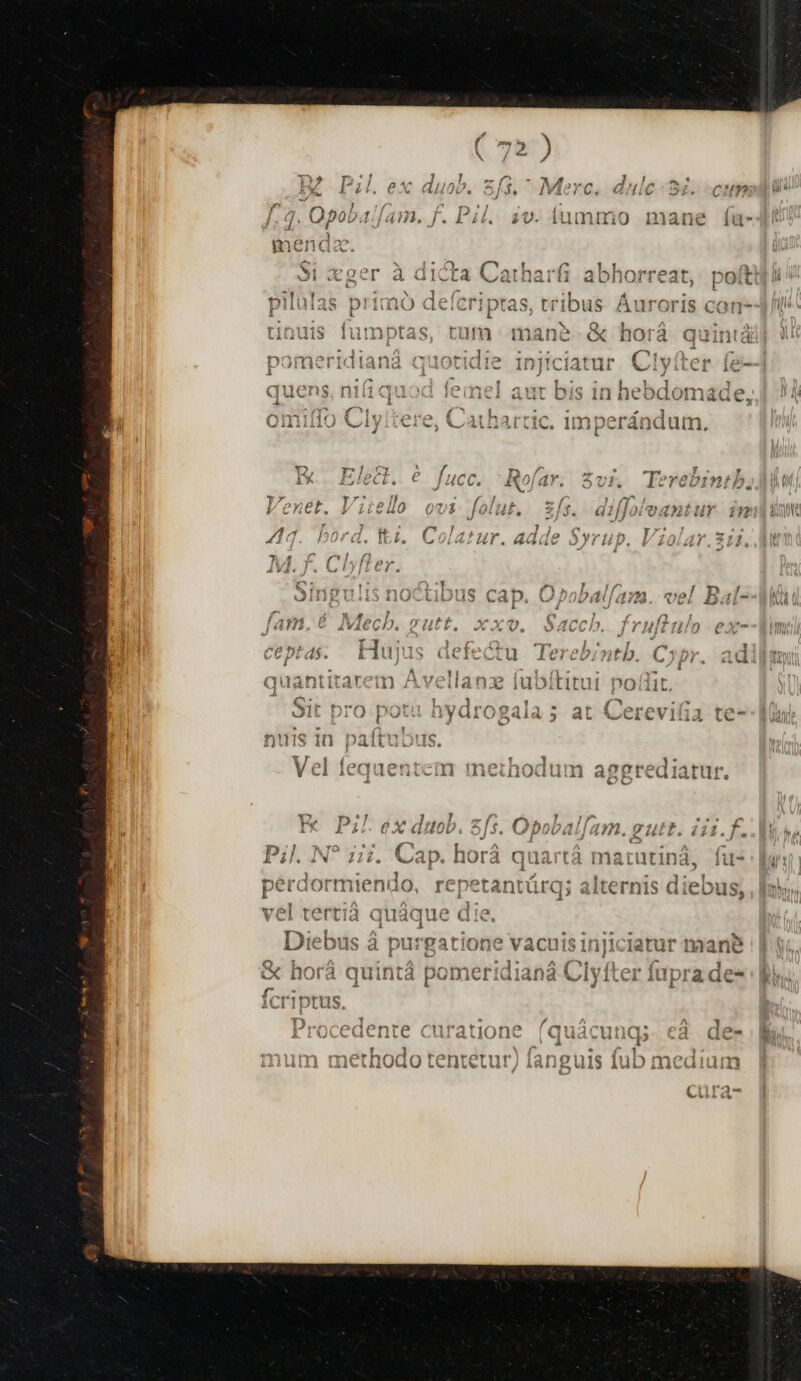 ( 72 )
℞ Pil. ex duob. ʒſs. Merc. dulc ℈i. cum
ſ. q. Opobalſam. f. Pil. iv. ſummo mane ſu-
mendæ.
Si æger à dicta Catharſi abhorreat, poſt
pilulas primò deſcriptas, tribus Auroris con-
tinuis ſumptas, tum manè & horâ quintâ
pomeridianâ quotidie injiciatur Clyſter ſe-
quens, niſi quod ſemel aut bis in hebdomade,
omiſſo Clyſtere, Cathartic. imperándum.
℞ Elect. è ſucc. Roſar. ʒvi. Terebinth.
Venet. Vitello ovi ſolut. ℥ſs. diſſolvantur in
Aq. hord. ℔i. Colatur. adde Syrup. Violar. ℥ii.
M. f. Clyſter.
Singulis noctibus cap. Opobalſam. vel Bal-
ſam. é Mech. gutt. xxv. Sacch. fruſtulo ex-
ceptas. Hujus defectu Terebinth. Cypr. ad
quantitatem Avellanæ ſubſtitui poſſit.
Sit pro potu hydrogala ; at Cereviſia te-
nuis in paſtubus.
Vel ſequentem methodum aggrediatur.
℞ Pil. ex duob. ʒſs. Opobalſam. gutt. iii. f.
Pil. N° iii. Cap. horâ quartâ matutinâ, ſu-
perdormiendo, repetantúrq; alternis diebus,
vel tertiâ quâque die.
Diebus â purgatione vacuis injiciatur manè
& horâ quintâ pomeridianâ Clyſter ſupra de-
ſcriptus.
Procedente curatione (quâcunq; eâ de-
mum methodo tentetur) ſanguis ſub medium
cura-